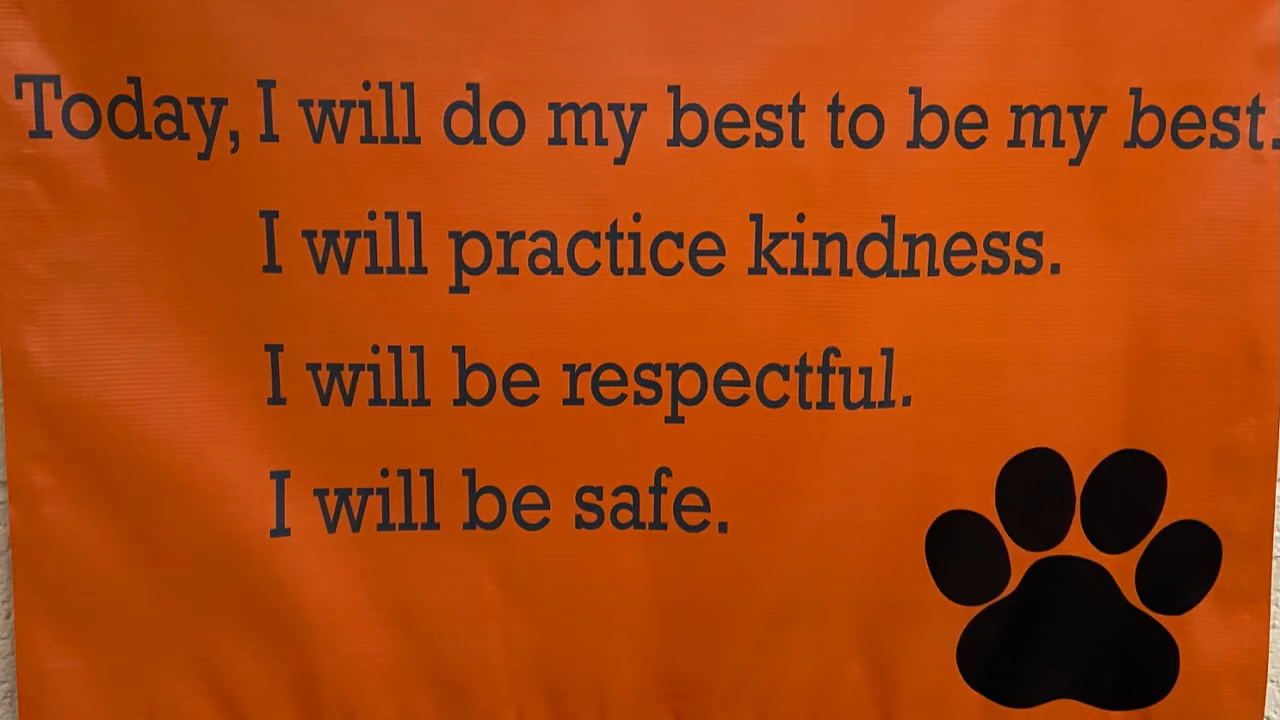 Today, I will do my best to be my best.
I will practice kindness.
I will be respectful.
I will be safe.